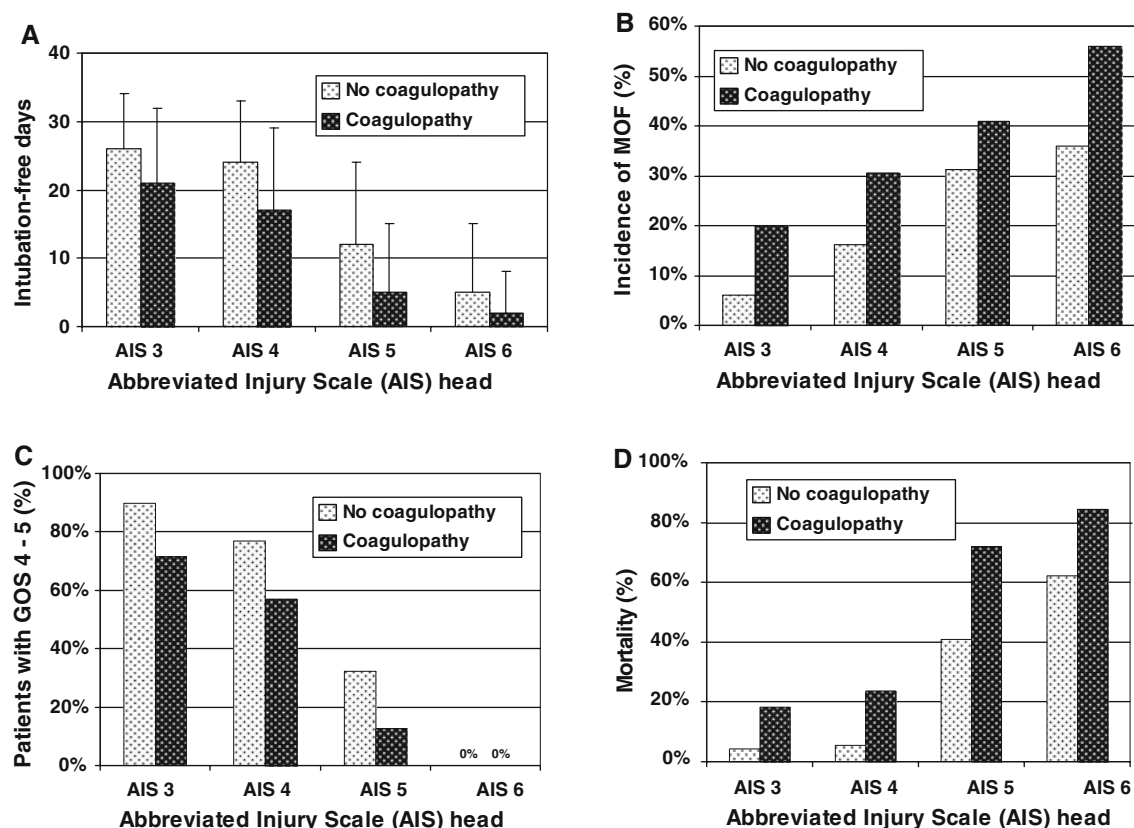 A
40
30
20
10
0
Intubation-free days
No coagulopathy
Coagulopathy
AIS 3 AIS 4 AIS 5 AIS 6
Abbreviated Injury Scale (AIS) head
B
60%
50%
40%
30%
20%
10%
0%
Incidence of MOF (%)
No coagulopathy
Coagulopathy
AIS 3 AIS 4 AIS 5 AIS 6
Abbreviated Injury Scale (AIS) head
C
100%
80%
60%
40%
20%
0%
Patients with GOS 4 - 5 (%)
No coagulopathy
Coagulopathy
0% 0%
AIS 3 AIS 4 AIS 5 AIS 6
Abbreviated Injury Scale (AIS) head
D
100%
80%
60%
40%
20%
0%
Mortality (%)
No coagulopathy
Coagulopathy
AIS 3 AIS 4 AIS 5 AIS 6
Abbreviated Injury Scale (AIS) head